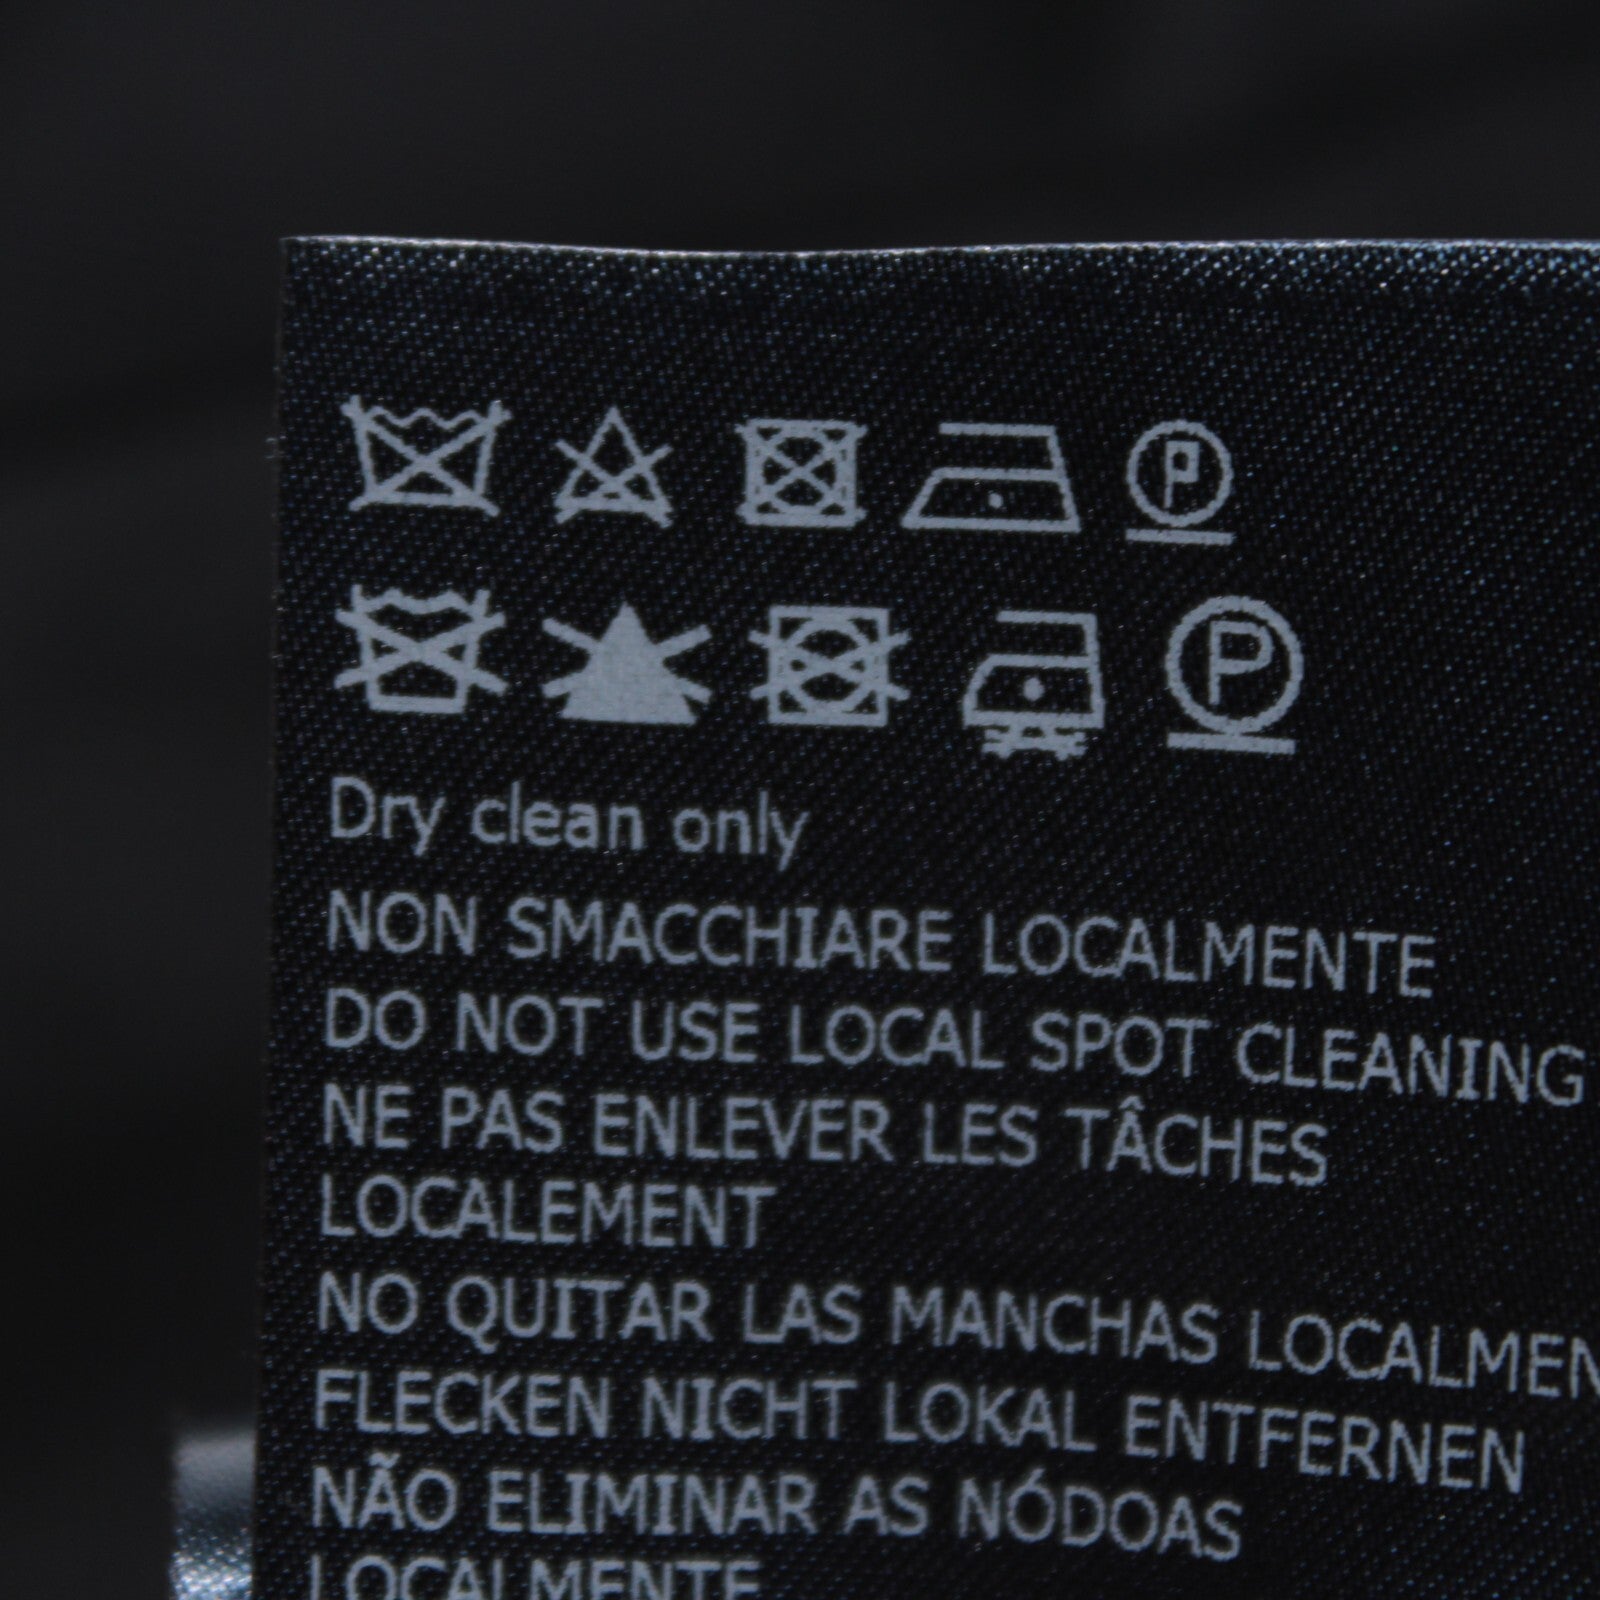 P
P
Dry clean only
NON SMACCHIARE LOCALMENTE
DO NOT USE LOCAL SPOT CLEANING
NE PAS ENLEVER LES TÂCHES
LOCALEMENT
NO QUITAR LAS MANCHAS
FLECKEN NICHT LOKAL ENTFERNEN
NÃO ELIMINAR AS NÓDOAS
LOCALMENTE